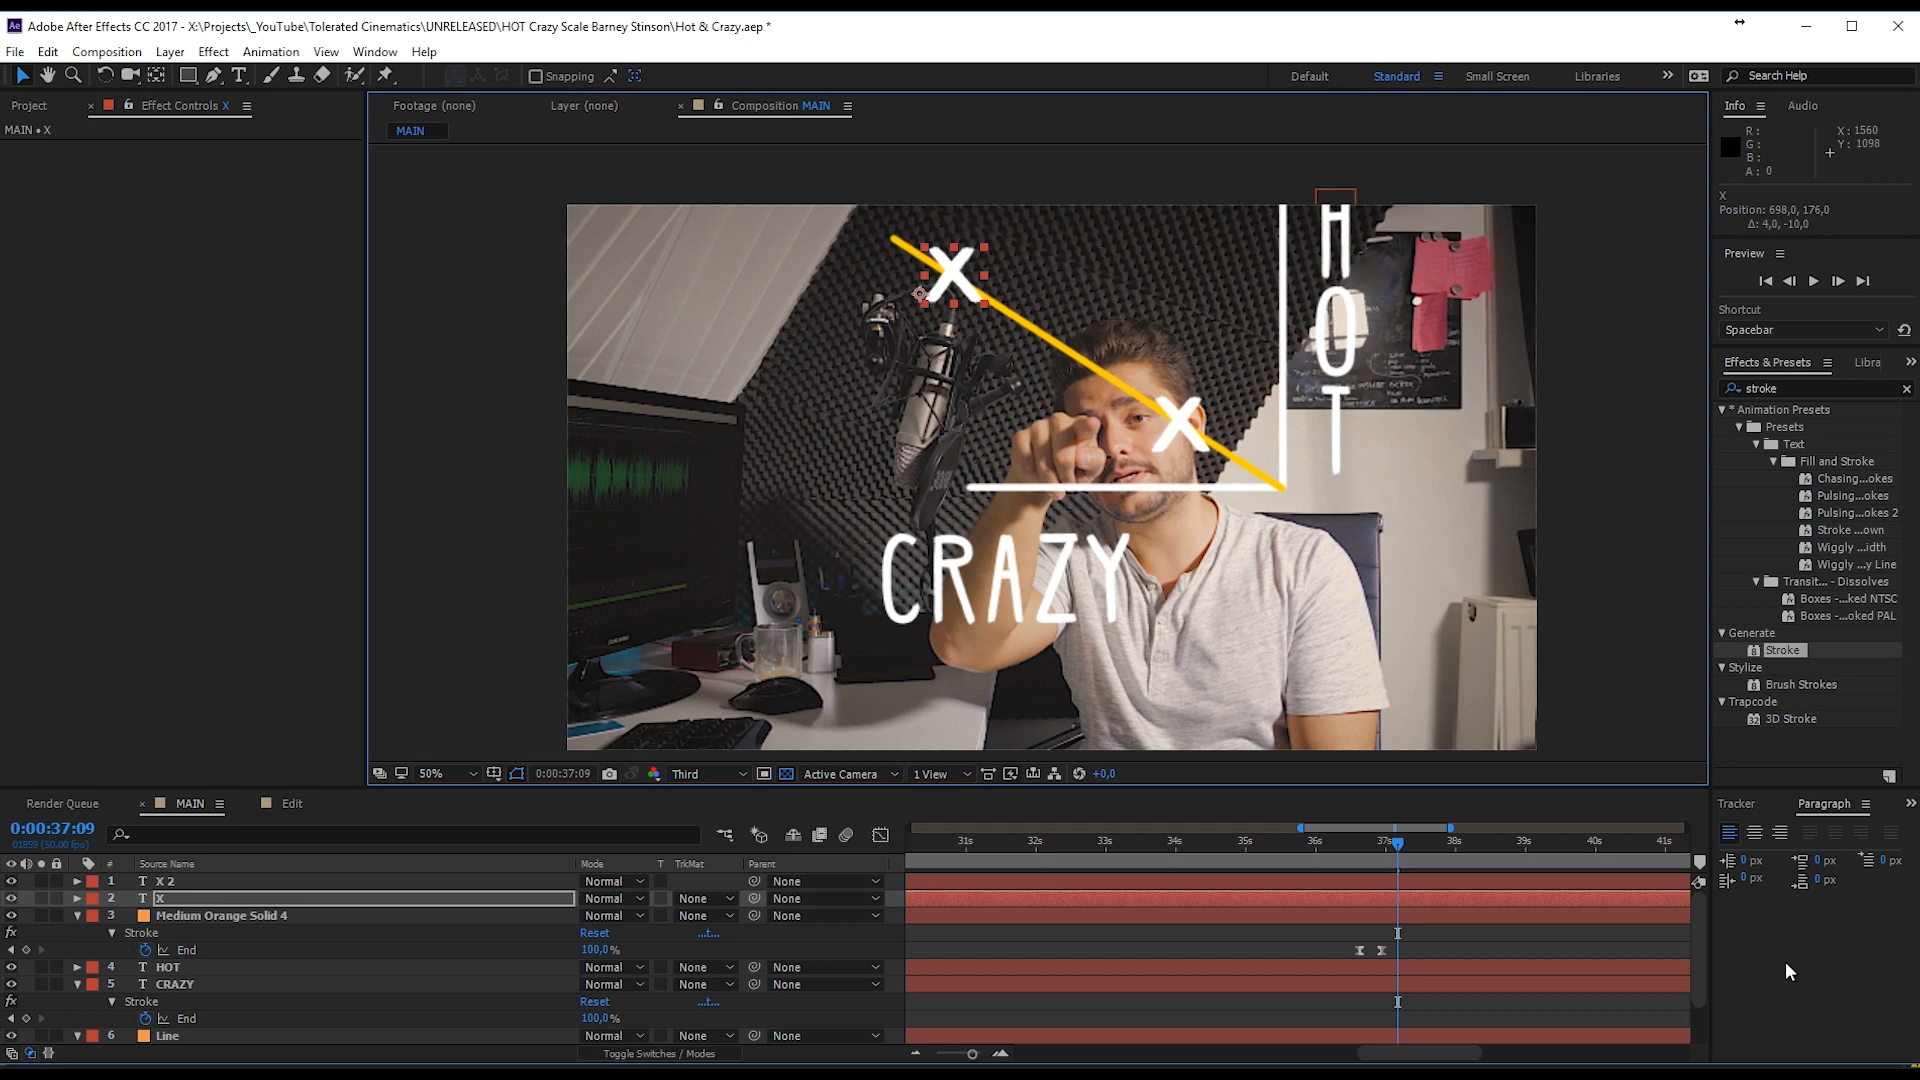 Adobe After Effects CC 2017 - X:\Projects\_YouTube\Tolerated Cinematics\UNRELEASED\HOT Crazy Scale Barney Stinson\Hot & Crazy.aep *
File Edit Composition Layer Effect Animation View Window Help
Snapping Default Standard Small Screen Libraries Search Help
Project Effect Controls X Footage (none) Layer (none) Composition MAIN Info Audio
MAIN • X MAIN
R: X: 1560
G: Y: 1098
B:
A: 0
X
Position: 698,0, 176,0
Δ: 4,0, -10,0
Preview
Shortcut
Spacebar
Effects & Presets Libra
stroke
* Animation Presets
Presets
Text
Fill and Stroke
Chasing...okes
Pulsing...okes
Pulsing...okes 2
Stroke ...own
Wiggly ...idth
Wiggly ...y Line
Transit... - Dissolves
Boxes -...ked NTSC
Boxes -...oked PAL
Generate
Stroke
Stylize
Brush Strokes
Trapcode
3D Stroke
X
X
HOT
CRAZY
50% 0:00:37:09 Third Active Camera 1 View +0,0
Render Queue MAIN Edit Tracker Paragraph
0:00:37:09
01859 (50.00 fps)
31s 32s 33s 34s 35s 36s 37s 38s 39s 40s 41s
# Source Name Mode T TrkMat Parent
1 T X 2 Normal None
2 T X Normal None None
3 Medium Orange Solid 4 Normal None None
fx Stroke Reset ...t...
End 100,0%
4 T HOT Normal None None
5 T CRAZY Normal None None
fx Stroke Reset ...t...
End 100,0%
6 Line Normal None None
Toggle Switches / Modes
0 px 0 px 0 px
0 px 0 px